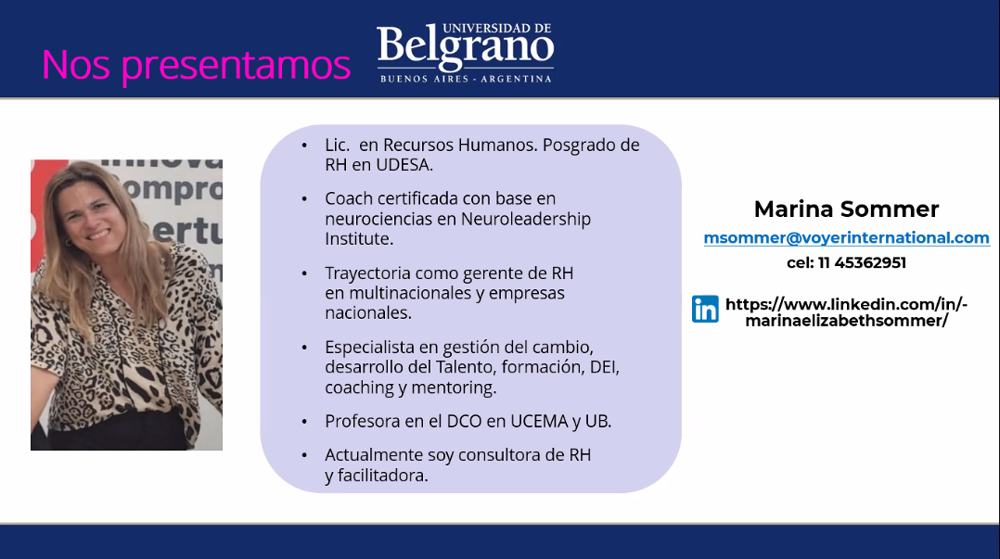 Nos presentamos
UNIVERSIDAD DE
Belgrano
BUENOS AIRES - ARGENTINA
• Lic. en Recursos Humanos. Posgrado de
RH en UDESA.
• Coach certificada con base en
neurociencias en Neuroleadership
Institute.
• Trayectoria como gerente de RH
en multinacionales y empresas
nacionales.
• Especialista en gestión del cambio,
desarrollo del Talento, formación, DEI,
coaching y mentoring.
• Profesora en el DCO en UCEMA y UB.
• Actualmente soy consultora de RH
y facilitadora.
Marina Sommer
msommer@voyerinternational.com
cel: 11 45362951
in https://www.linkedin.com/in/-
marinaelizabethsommer/